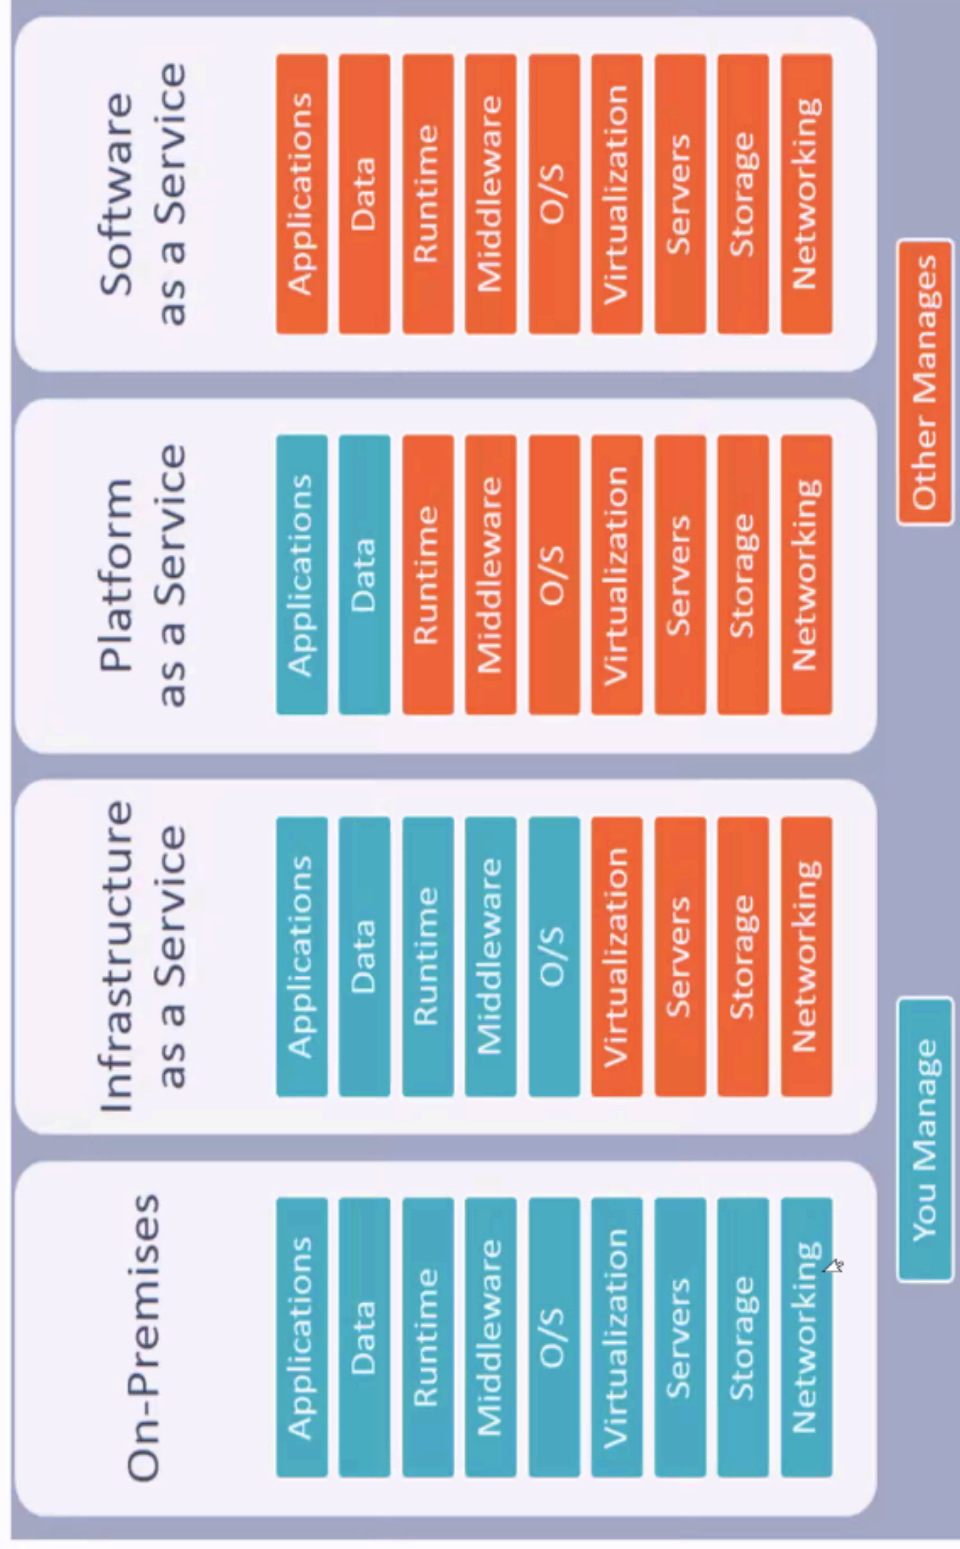 On-Premises
Applications
Data
Runtime
Middleware
O/S
Virtualization
Servers
Storage
Networking
Infrastructure
as a Service
Applications
Data
Runtime
Middleware
O/S
Virtualization
Servers
Storage
Networking
Platform
as a Service
Applications
Data
Runtime
Middleware
O/S
Virtualization
Servers
Storage
Networking
Software
as a Service
Applications
Data
Runtime
Middleware
O/S
Virtualization
Servers
Storage
Networking
You Manage
Other Manages